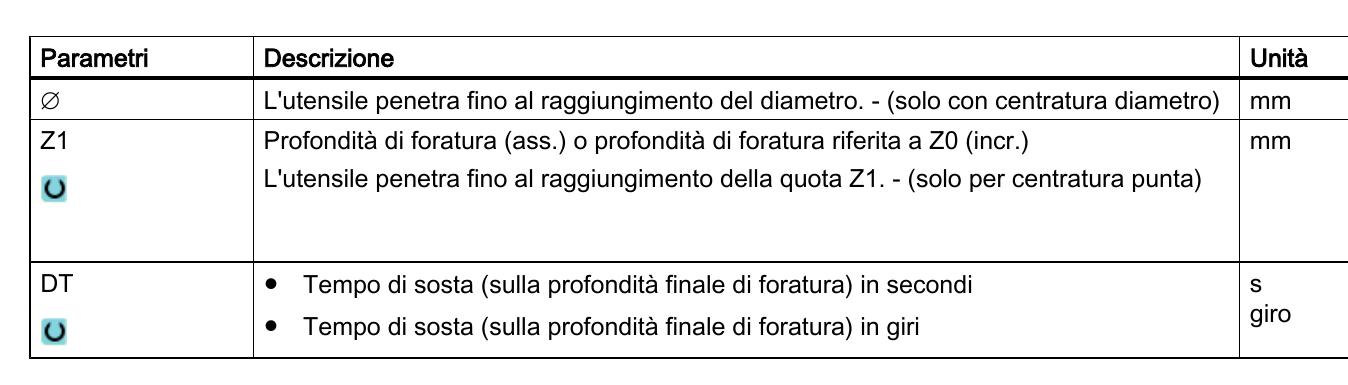 Parametri Descrizione Unità
∅ L'utensile penetra fino al raggiungimento del diametro. - (solo con centratura diametro) mm
Z1 Profondità di foratura (ass.) o profondità di foratura riferita a Z0 (incr.) mm
L'utensile penetra fino al raggiungimento della quota Z1. - (solo per centratura punta)
DT • Tempo di sosta (sulla profondità finale di foratura) in secondi s
• Tempo di sosta (sulla profondità finale di foratura) in giri giro